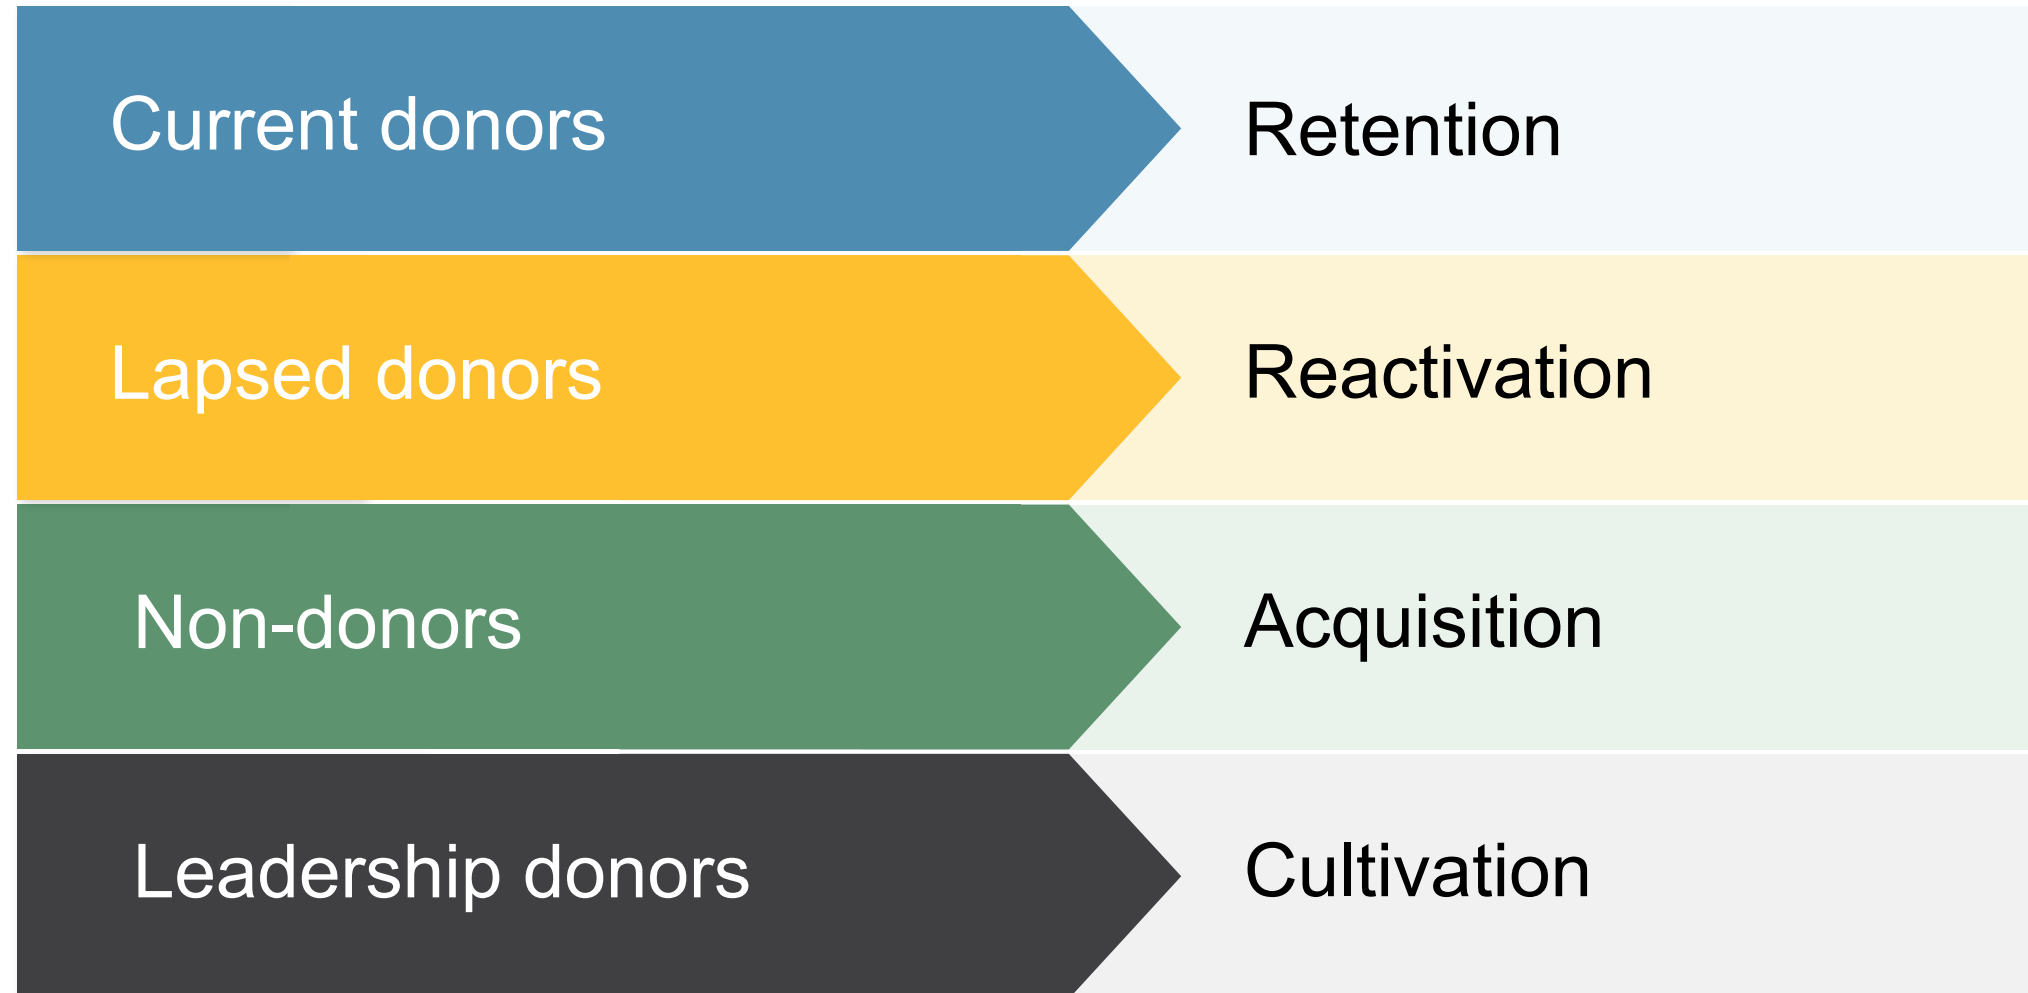 Current donors
Retention
Lapsed donors
Reactivation
Non-donors
Acquisition
Leadership donors
Cultivation